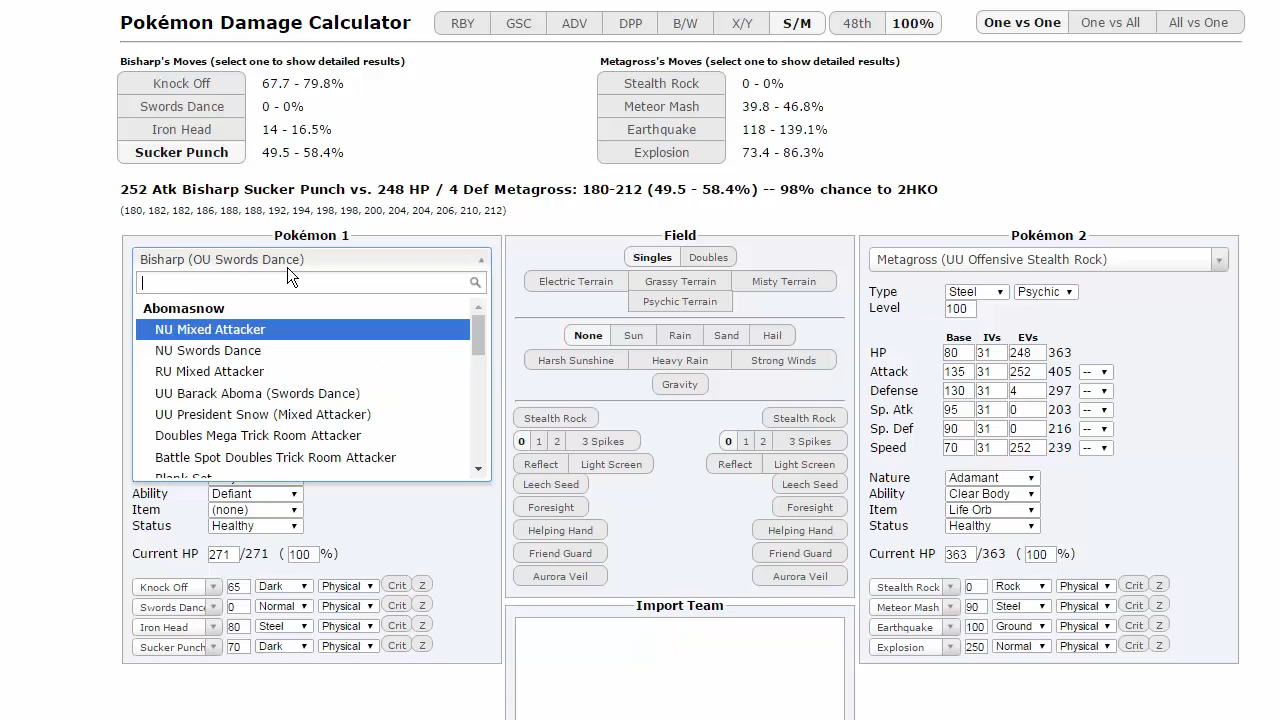 Pokémon Damage Calculator RBY GSC ADV DPP B/W X/Y S/M 48th 100% One vs One One vs All All vs One
Bisharp's Moves (select one to show detailed results)
Knock Off 67.7 - 79.8%
Swords Dance 0 - 0%
Iron Head 14 - 16.5%
Sucker Punch 49.5 - 58.4%
Metagross's Moves (select one to show detailed results)
Stealth Rock 0 - 0%
Meteor Mash 39.8 - 46.8%
Earthquake 118 - 139.1%
Explosion 73.4 - 86.3%
252 Atk Bisharp Sucker Punch vs. 248 HP / 4 Def Metagross: 180-212 (49.5 - 58.4%) -- 98% chance to 2HKO
(180, 182, 182, 186, 188, 188, 192, 194, 198, 198, 200, 204, 204, 206, 210, 212)
Pokémon 1
Bisharp (OU Swords Dance)
Abomasnow
NU Mixed Attacker
NU Swords Dance
RU Mixed Attacker
UU Barack Aboma (Swords Dance)
UU President Snow (Mixed Attacker)
Doubles Mega Trick Room Attacker
Battle Spot Doubles Trick Room Attacker
Blank Set
Ability Defiant
Item (none)
Status Healthy
Current HP 271 /271 ( 100 %)
Knock Off 65 Dark Physical Crit Z
Swords Dance 0 Normal Physical Crit Z
Iron Head 80 Steel Physical Crit Z
Sucker Punch 70 Dark Physical Crit Z
Field
Singles Doubles
Electric Terrain Grassy Terrain Misty Terrain
Psychic Terrain
None Sun Rain Sand Hail
Harsh Sunshine Heavy Rain Strong Winds
Gravity
Stealth Rock Stealth Rock
0 1 2 3 Spikes 0 1 2 3 Spikes
Reflect Light Screen Reflect Light Screen
Leech Seed Leech Seed
Foresight Foresight
Helping Hand Helping Hand
Friend Guard Friend Guard
Aurora Veil Aurora Veil
Import Team
Pokémon 2
Metagross (UU Offensive Stealth Rock)
Type Steel Psychic
Level 100
Base IVs EVs
HP 80 31 248 363
Attack 135 31 252 405 --
Defense 130 31 4 297 --
Sp. Atk 95 31 0 203 --
Sp. Def 90 31 0 216 --
Speed 70 31 252 239 --
Nature Adamant
Ability Clear Body
Item Life Orb
Status Healthy
Current HP 363 /363 ( 100 %)
Stealth Rock 0 Rock Physical Crit Z
Meteor Mash 90 Steel Physical Crit Z
Earthquake 100 Ground Physical Crit Z
Explosion 250 Normal Physical Crit Z